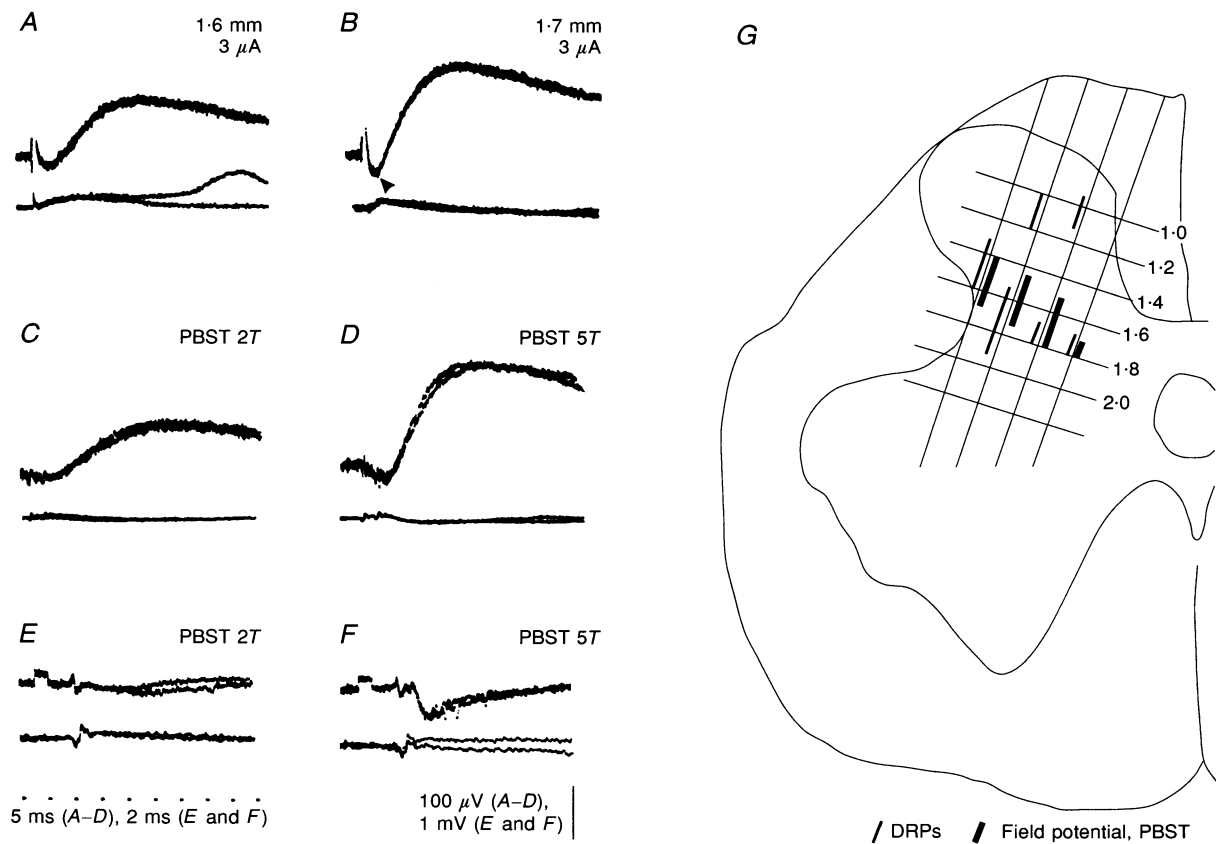 A
1·6 mm
3 μA
B
1·7 mm
3 μA
G
C
PBST 2T
D
PBST 5T
E
PBST 2T
F
PBST 5T
5 ms (A–D), 2 ms (E and F)
100 μV (A–D),
1 mV (E and F)
1·0
1·2
1·4
1·6
1·8
2·0
DRPs
Field potential, PBST